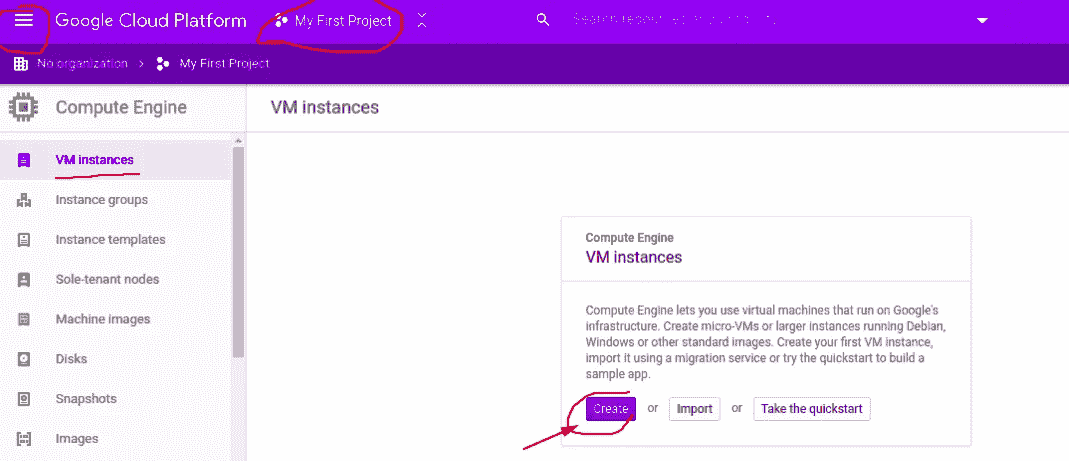 Google Cloud Platform My First Project
No organization > My First Project
Compute Engine
VM instances
VM instances
Instance groups
Instance templates
Sole-tenant nodes
Machine images
Disks
Snapshots
Images
Compute Engine
VM instances
Compute Engine lets you use virtual machines that run on Google's
infrastructure. Create micro-VMs or larger instances running Debian,
Windows or other standard images. Create your first VM instance,
import it using a migration service or try the quickstart to build a
sample app.
Create or Import or Take the quickstart